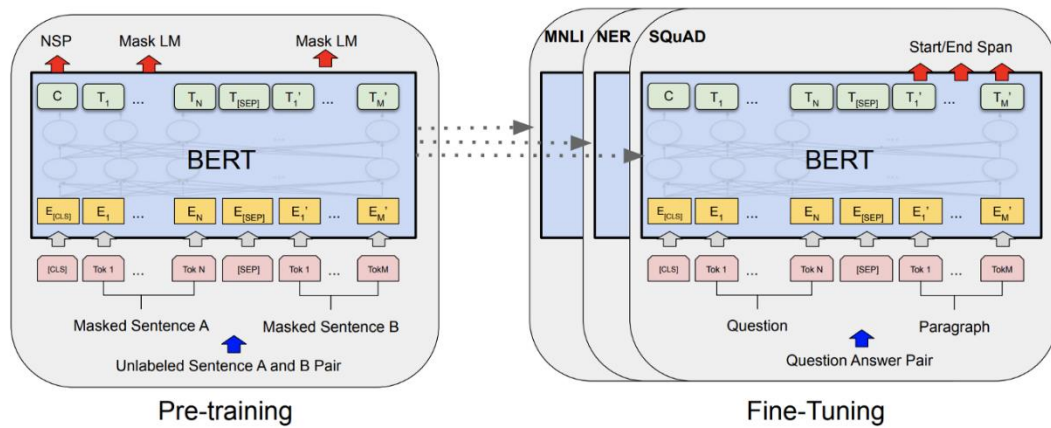 NSP Mask LM Mask LM
C T1 ... TN T[SEP] T1' ... TM'
BERT
E[CLS] E1 ... EN E[SEP] E1' ... EM'
[CLS] Tok 1 ... Tok N [SEP] Tok 1 ... TokM
Masked Sentence A Masked Sentence B
Unlabeled Sentence A and B Pair
Pre-training
MNLI NER SQuAD
Start/End Span
C T1 ... TN T[SEP] T1' ... TM'
BERT
E[CLS] E1 ... EN E[SEP] E1' ... EM'
[CLS] Tok 1 ... Tok N [SEP] Tok 1 ... TokM
Question Paragraph
Question Answer Pair
Fine-Tuning